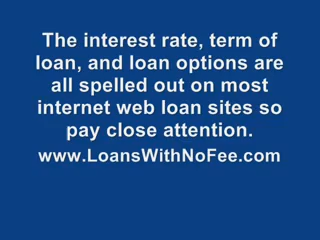 The interest rate, term of
loan, and loan options are
all spelled out on most
internet web loan sites so
pay close attention.
www.LoansWithNoFee.com